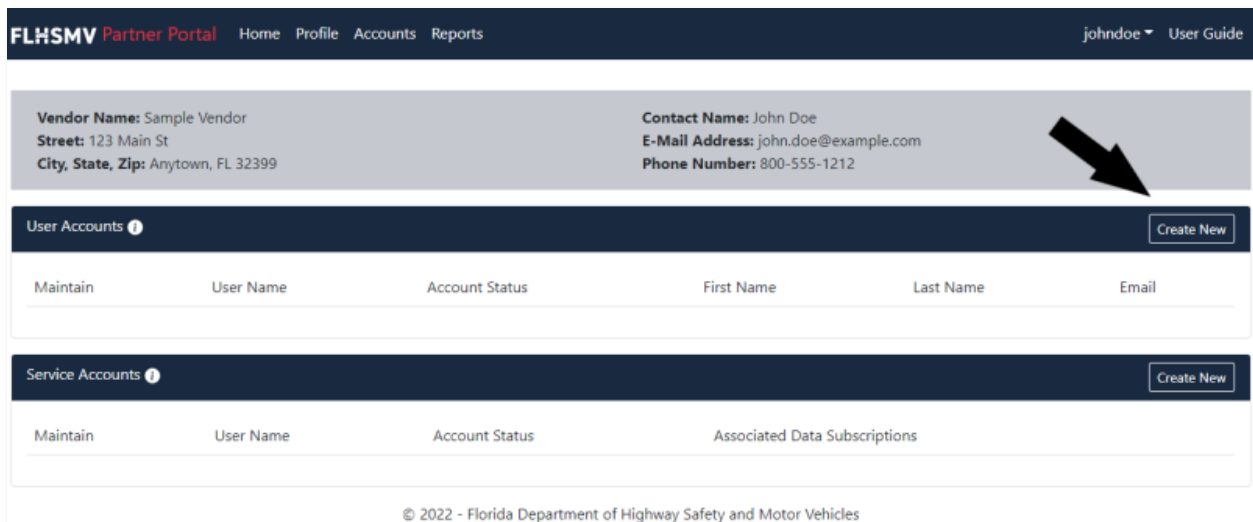 FLHSMV Partner Portal Home Profile Accounts Reports johndoe User Guide
Vendor Name: Sample Vendor
Street: 123 Main St
City, State, Zip: Anytown, FL 32399
Contact Name: John Doe
E-Mail Address: john.doe@example.com
Phone Number: 800-555-1212
User Accounts i Create New
Maintain User Name Account Status First Name Last Name Email
Service Accounts i Create New
Maintain User Name Account Status Associated Data Subscriptions
© 2022 - Florida Department of Highway Safety and Motor Vehicles